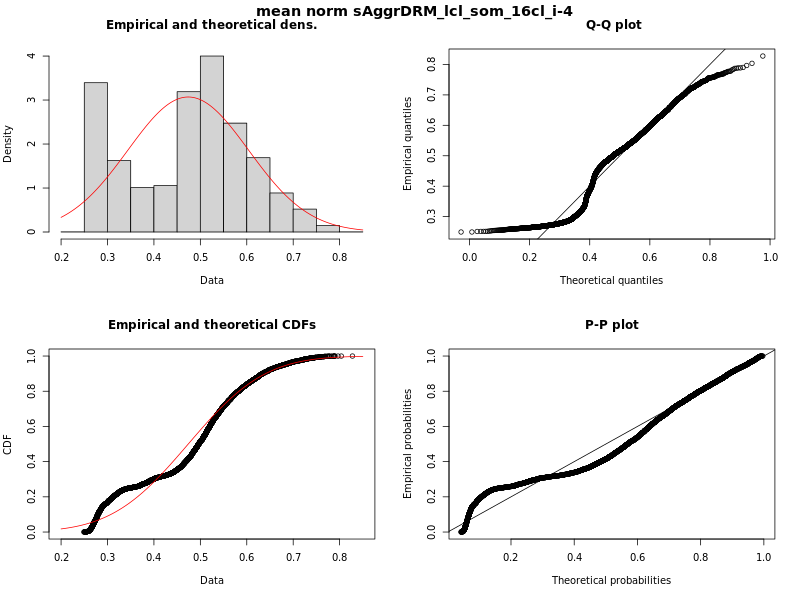 mean norm sAggrDRM_lcl_som_16cl_i-4
Empirical and theoretical dens.
Density
0 1 2 3 4
0.2 0.3 0.4 0.5 0.6 0.7 0.8
Data
Q-Q plot
Empirical quantiles
0.3 0.4 0.5 0.6 0.7 0.8
0.0 0.2 0.4 0.6 0.8 1.0
Theoretical quantiles
Empirical and theoretical CDFs
CDF
0.0 0.2 0.4 0.6 0.8 1.0
0.2 0.3 0.4 0.5 0.6 0.7 0.8
Data
P-P plot
Empirical probabilities
0.0 0.2 0.4 0.6 0.8 1.0
0.2 0.4 0.6 0.8 1.0
Theoretical probabilities